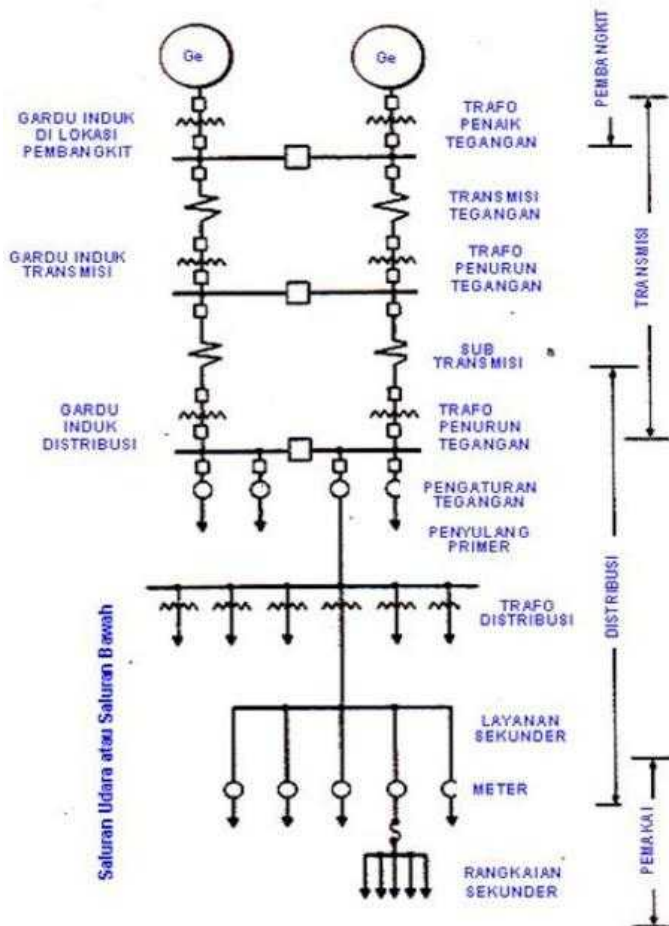 Ge
Ge
GARDU INDUK
DI LOKASI
PEMBANGKIT
TRAFO
PENAIK
TEGANGAN
PEMBANGKIT
TRANSMISI
TEGANGAN
GARDU INDUK
TRANSMISI
TRAFO
PENURUN
TEGANGAN
TRANSMISI
SUB
TRANSMISI
GARDU
INDUK
DISTRIBUSI
TRAFO
PENURUN
TEGANGAN
PENGATURAN
TEGANGAN
PENYULANG
PRIMER
TRAFO
DISTRIBUSI
DISTRIBUSI
Saluran Udara atau Saluran Bawah
LAYANAN
SEKUNDER
METER
RANGKAIAN
SEKUNDER
PEMAKAI